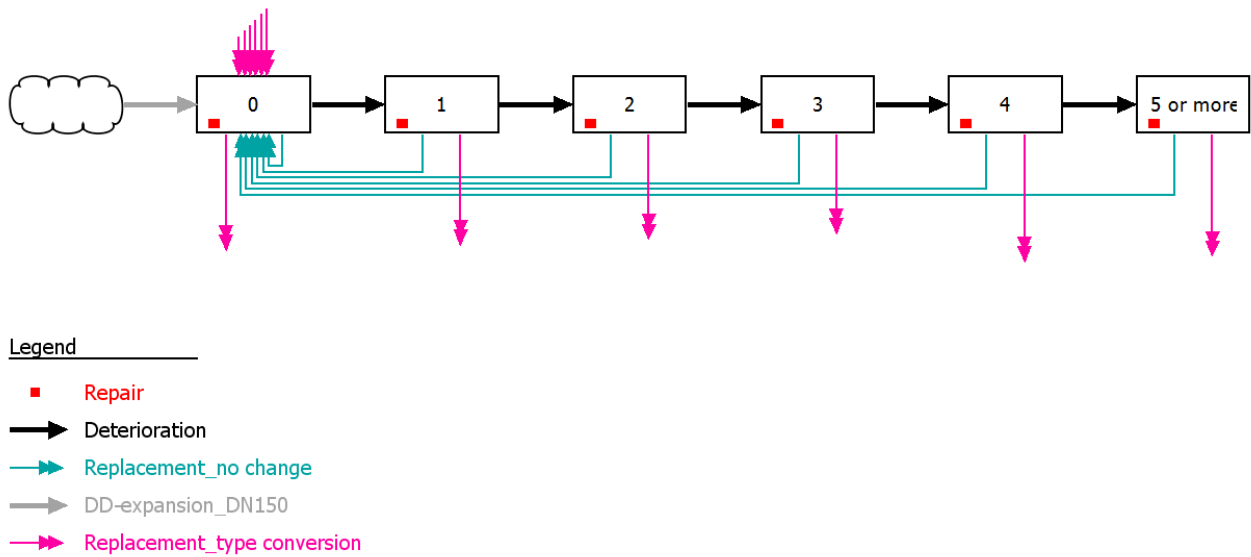 0
1
2
3
4
5 or more
Legend
Repair
Deterioration
Replacement_no change
DD-expansion_DN150
Replacement_type conversion